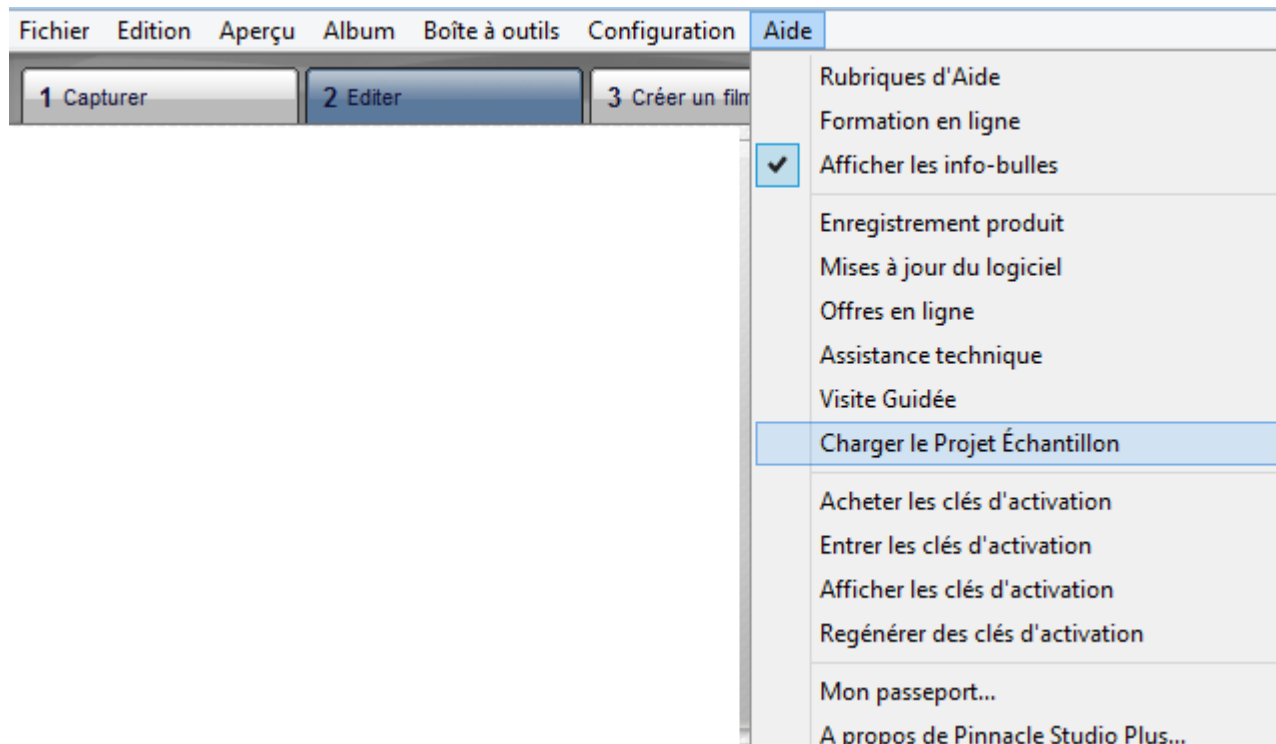 Fichier Edition Aperçu Album Boîte à outils Configuration Aide
1 Capturer 2 Editer 3 Créer un film
Rubriques d'Aide
Formation en ligne
Afficher les info-bulles
Enregistrement produit
Mises à jour du logiciel
Offres en ligne
Assistance technique
Visite Guidée
Charger le Projet Échantillon
Acheter les clés d'activation
Entrer les clés d'activation
Afficher les clés d'activation
Regénérer des clés d'activation
Mon passeport...
A propos de Pinnacle Studio Plus...